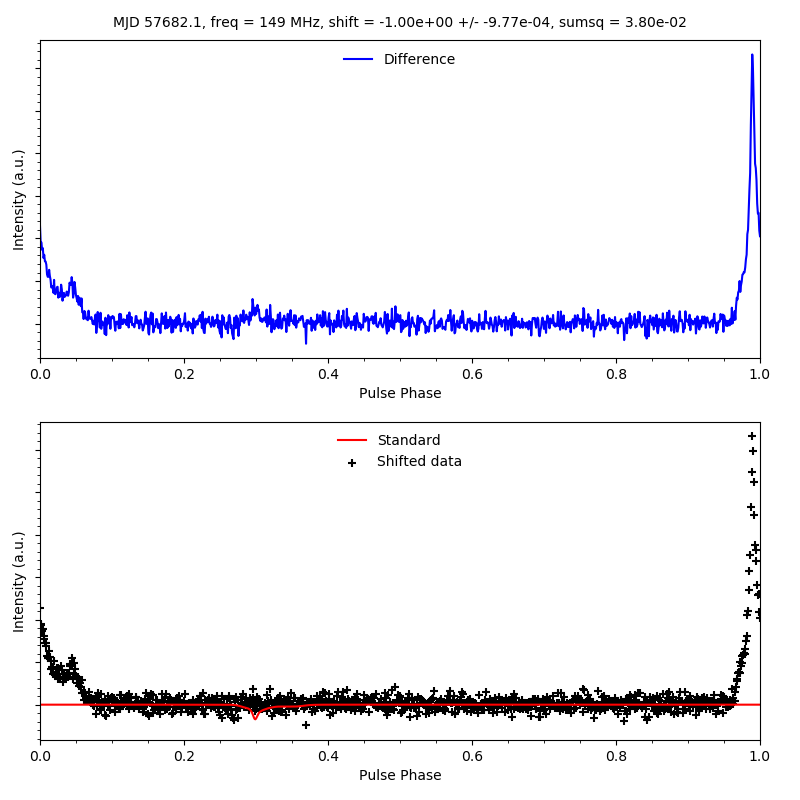 MJD 57682.1, freq = 149 MHz, shift = -1.00e+00 +/- -9.77e-04, sumsq = 3.80e-02
Difference
Intensity (a.u.)
0.0 0.2 0.4 0.6 0.8 1.0
Pulse Phase
Standard
Shifted data
Intensity (a.u.)
0.0 0.2 0.4 0.6 0.8 1.0
Pulse Phase